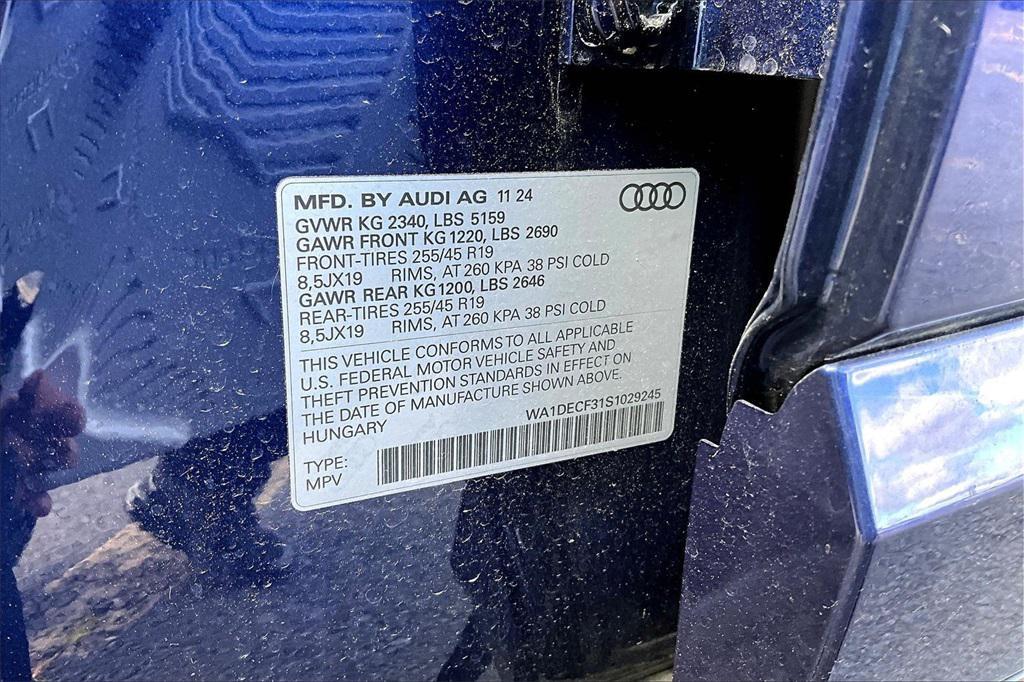 MFD. BY AUDI AG 11 24
GVWR KG 2340, LBS 5159
GAWR FRONT KG 1220, LBS 2690
FRONT-TIRES 255/45 R19
8,5JX19 RIMS, AT 260 KPA 38 PSI COLD
GAWR REAR KG 1200, LBS 2646
REAR-TIRES 255/45 R19
8,5JX19 RIMS, AT 260 KPA 38 PSI COLD
THIS VEHICLE CONFORMS TO ALL APPLICABLE
U.S. FEDERAL MOTOR VEHICLE SAFETY AND
THEFT PREVENTION STANDARDS IN EFFECT ON
THE DATE OF MANUFACTURE SHOWN ABOVE.
HUNGARY
WA1DECF31S1029245
TYPE:
MPV